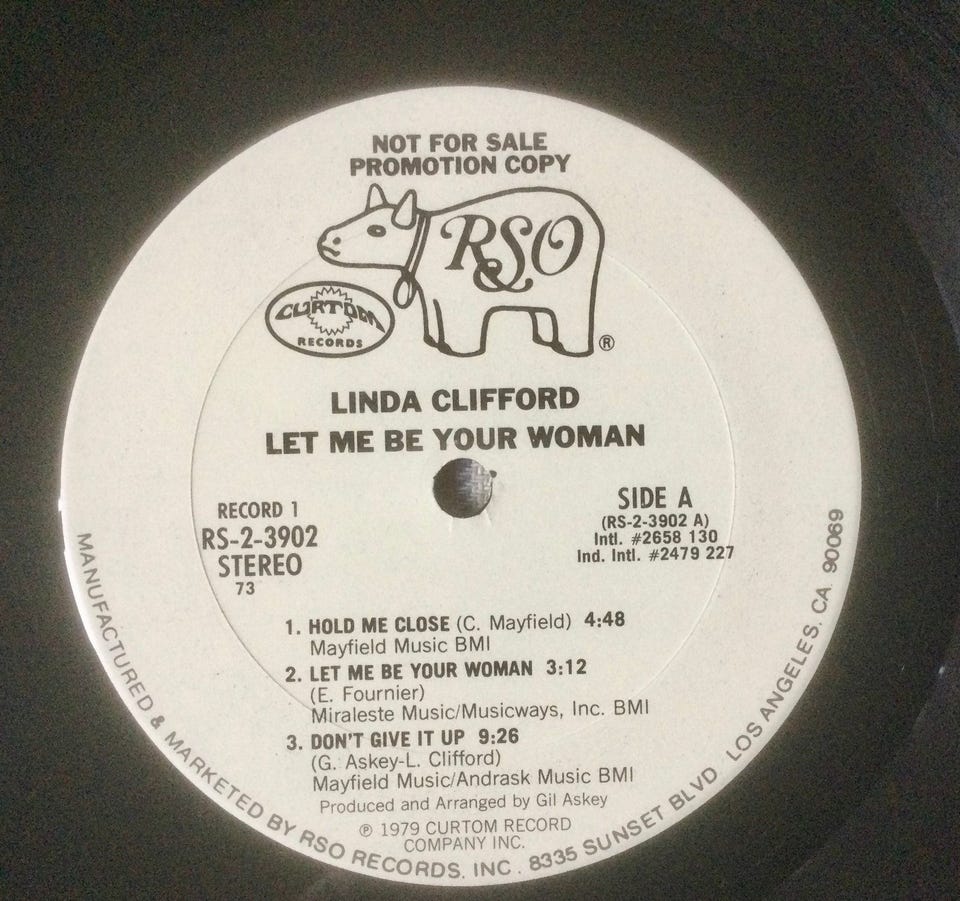 NOT FOR SALE
PROMOTION COPY
RSO
®
CURTOM
RECORDS
LINDA CLIFFORD
LET ME BE YOUR WOMAN
RECORD 1
RS-2-3902
STEREO
73
SIDE A
(RS-2-3902 A)
Intl. #2658 130
Ind. Intl. #2479 227
1. HOLD ME CLOSE (C. Mayfield) 4:48
Mayfield Music BMI
2. LET ME BE YOUR WOMAN 3:12
(E. Fournier)
Miraleste Music/Musicways, Inc. BMI
3. DON'T GIVE IT UP 9:26
(G. Askey-L. Clifford)
Mayfield Music/Andrask Music BMI
Produced and Arranged by Gil Askey
℗ 1979 CURTOM RECORD
COMPANY INC.
MANUFACTURED & MARKETED BY RSO RECORDS, INC. 8335 SUNSET BLVD LOS ANGELES, CA 90069